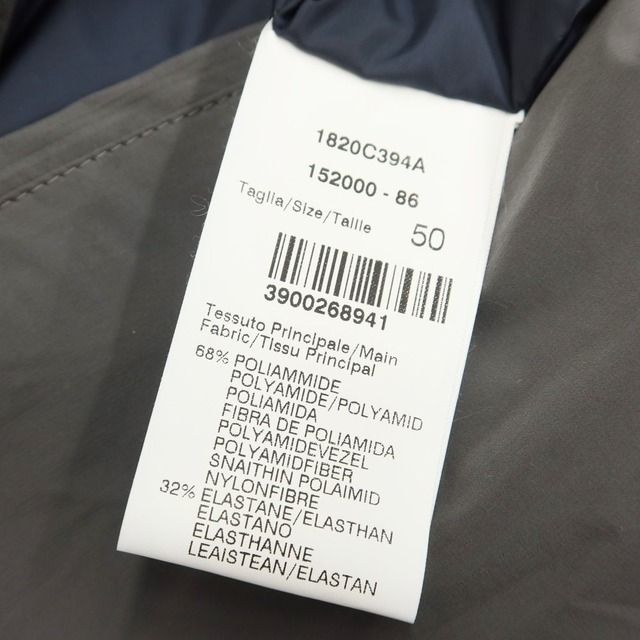 1820C394A
152000 - 86
Taglia/Size/Taille 50
3900268941
Tessuto Principale/Main
Fabric/Tissu Principal
68% POLIAMMIDE
POLYAMIDE/POLYAMID
POLIAMIDA
FIBRA DE POLIAMIDA
POLYAMIDEVEZEL
POLYAMIDFIBER
SNAITHIN POLAIMID
NYLONFIBRE
32% ELASTANE/ELASTHAN
ELASTANO
ELASTHANNE
LEAISTEAN/ELASTAN